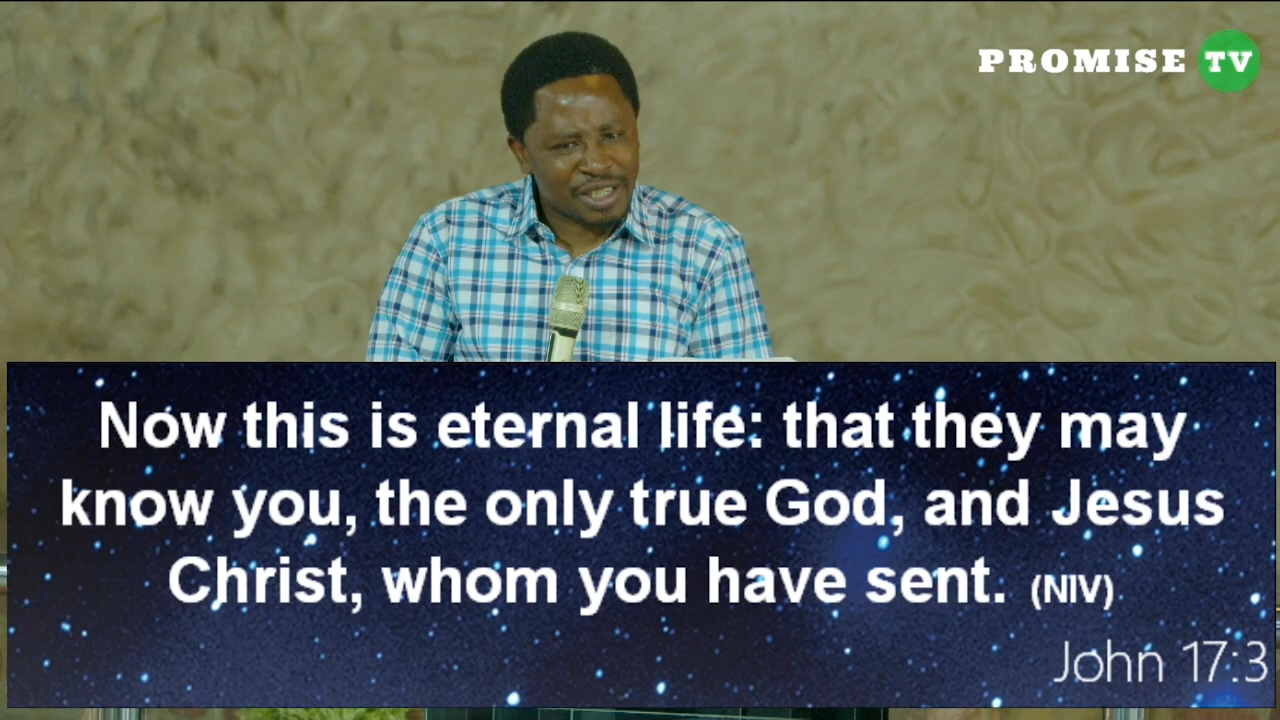 PROMISE TV
Now this is eternal life: that they may
know you, the only true God, and Jesus
Christ, whom you have sent. (NIV)
John 17:3